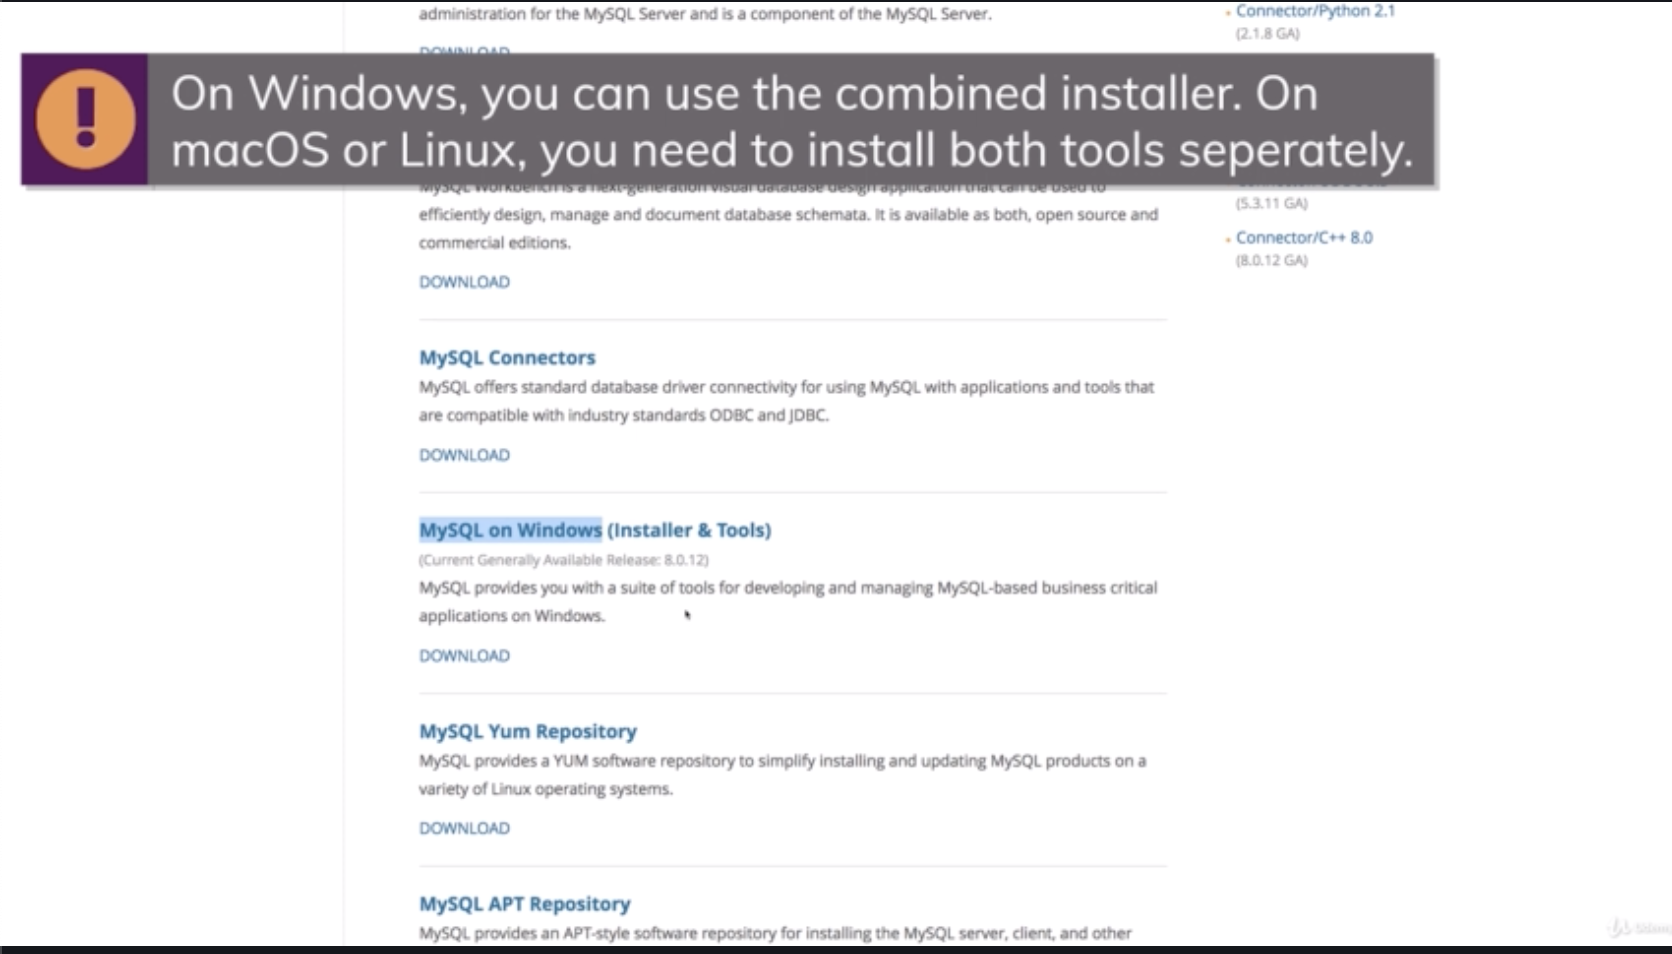 administration for the MySQL Server and is a component of the MySQL Server.
DOWNLOAD
On Windows, you can use the combined installer. On
macOS or Linux, you need to install both tools seperately.
MySQL Workbench is a next-generation visual database design application that can be used to
efficiently design, manage and document database schemata. It is available as both, open source and
commercial editions.
DOWNLOAD
MySQL Connectors
MySQL offers standard database driver connectivity for using MySQL with applications and tools that
are compatible with industry standards ODBC and JDBC.
DOWNLOAD
MySQL on Windows (Installer & Tools)
(Current Generally Available Release: 8.0.12)
MySQL provides you with a suite of tools for developing and managing MySQL-based business critical
applications on Windows.
DOWNLOAD
MySQL Yum Repository
MySQL provides a YUM software repository to simplify installing and updating MySQL products on a
variety of Linux operating systems.
DOWNLOAD
MySQL APT Repository
MySQL provides an APT-style software repository for installing the MySQL server, client, and other
Connector/Python 2.1
(2.1.8 GA)
(5.3.11 GA)
Connector/C++ 8.0
(8.0.12 GA)